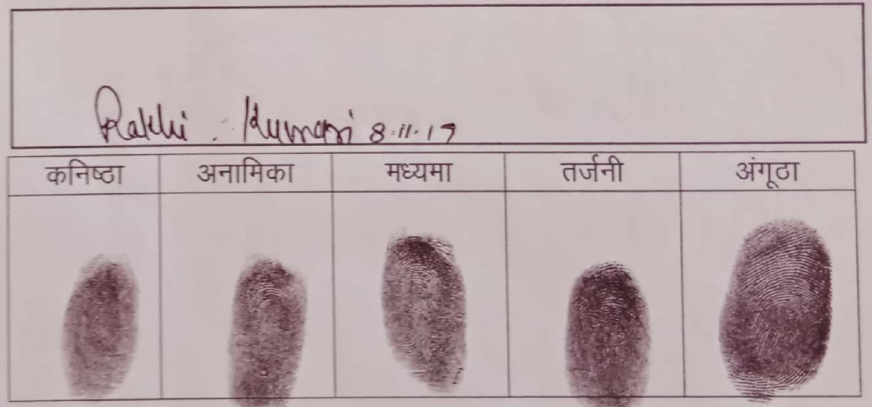 Rakhi Kumari 8.11.17
कनिष्ठा अनामिका मध्यमा तर्जनी अंगूठा